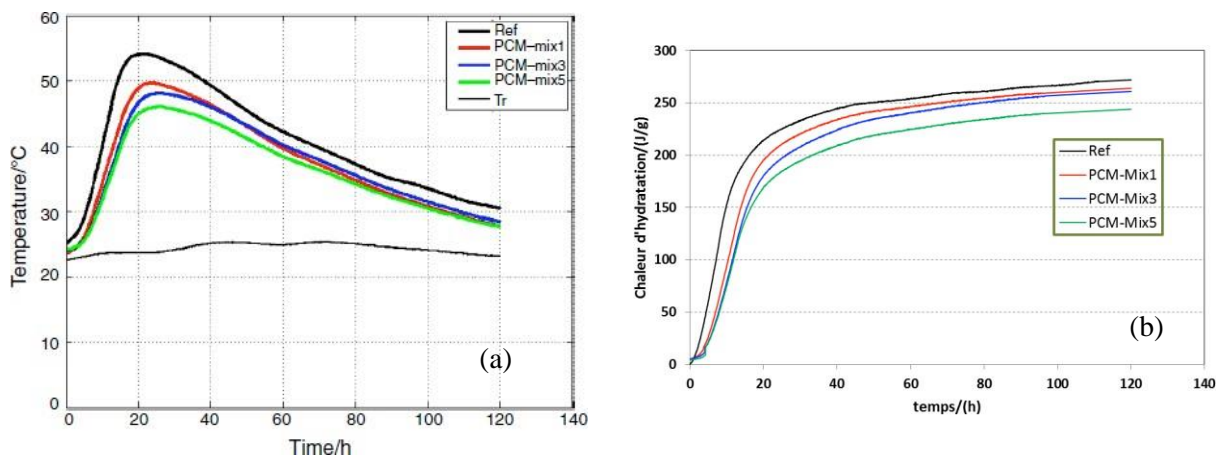 60
50
40
30
20
10
0
Temperature/°C
0 20 40 60 80 100 120 140
Time/h
Ref
PCM–mix1
PCM–mix3
PCM–mix5
Tr
(a)
300
250
200
150
100
50
0
Chaleur d'hydratation/(J/g)
0 20 40 60 80 100 120 140
temps/(h)
Ref
PCM-Mix1
PCM-Mix3
PCM-Mix5
(b)